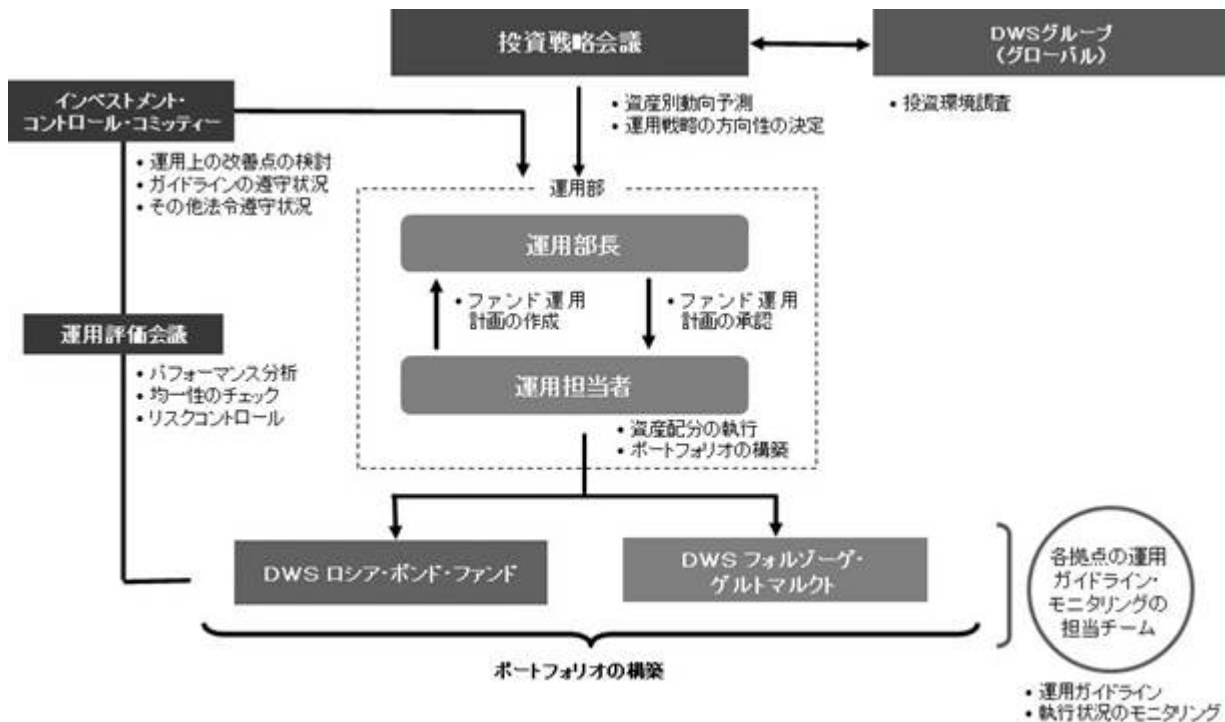 投資戦略会議
DWSグループ
(グローバル)
インベストメント・
コントロール・コミッティー
• 資産別動向予測
• 運用戦略の方向性の決定
• 投資環境調査
• 運用上の改善点の検討
• ガイドラインの遵守状況
• その他法令遵守状況
運用部
運用部長
• ファンド運用
計画の作成
• ファンド運用
計画の承認
運用評価会議
• パフォーマンス分析
• 均一性のチェック
• リスクコントロール
運用担当者
• 資産配分の執行
• ポートフォリオの構築
DWS ロシア・ボンド・ファンド
DWS フォルゾーゲ・
ゲルトマルクト
各拠点の運用
ガイドライン・
モニタリングの
担当チーム
ポートフォリオの構築
• 運用ガイドライン
• 執行状況のモニタリング